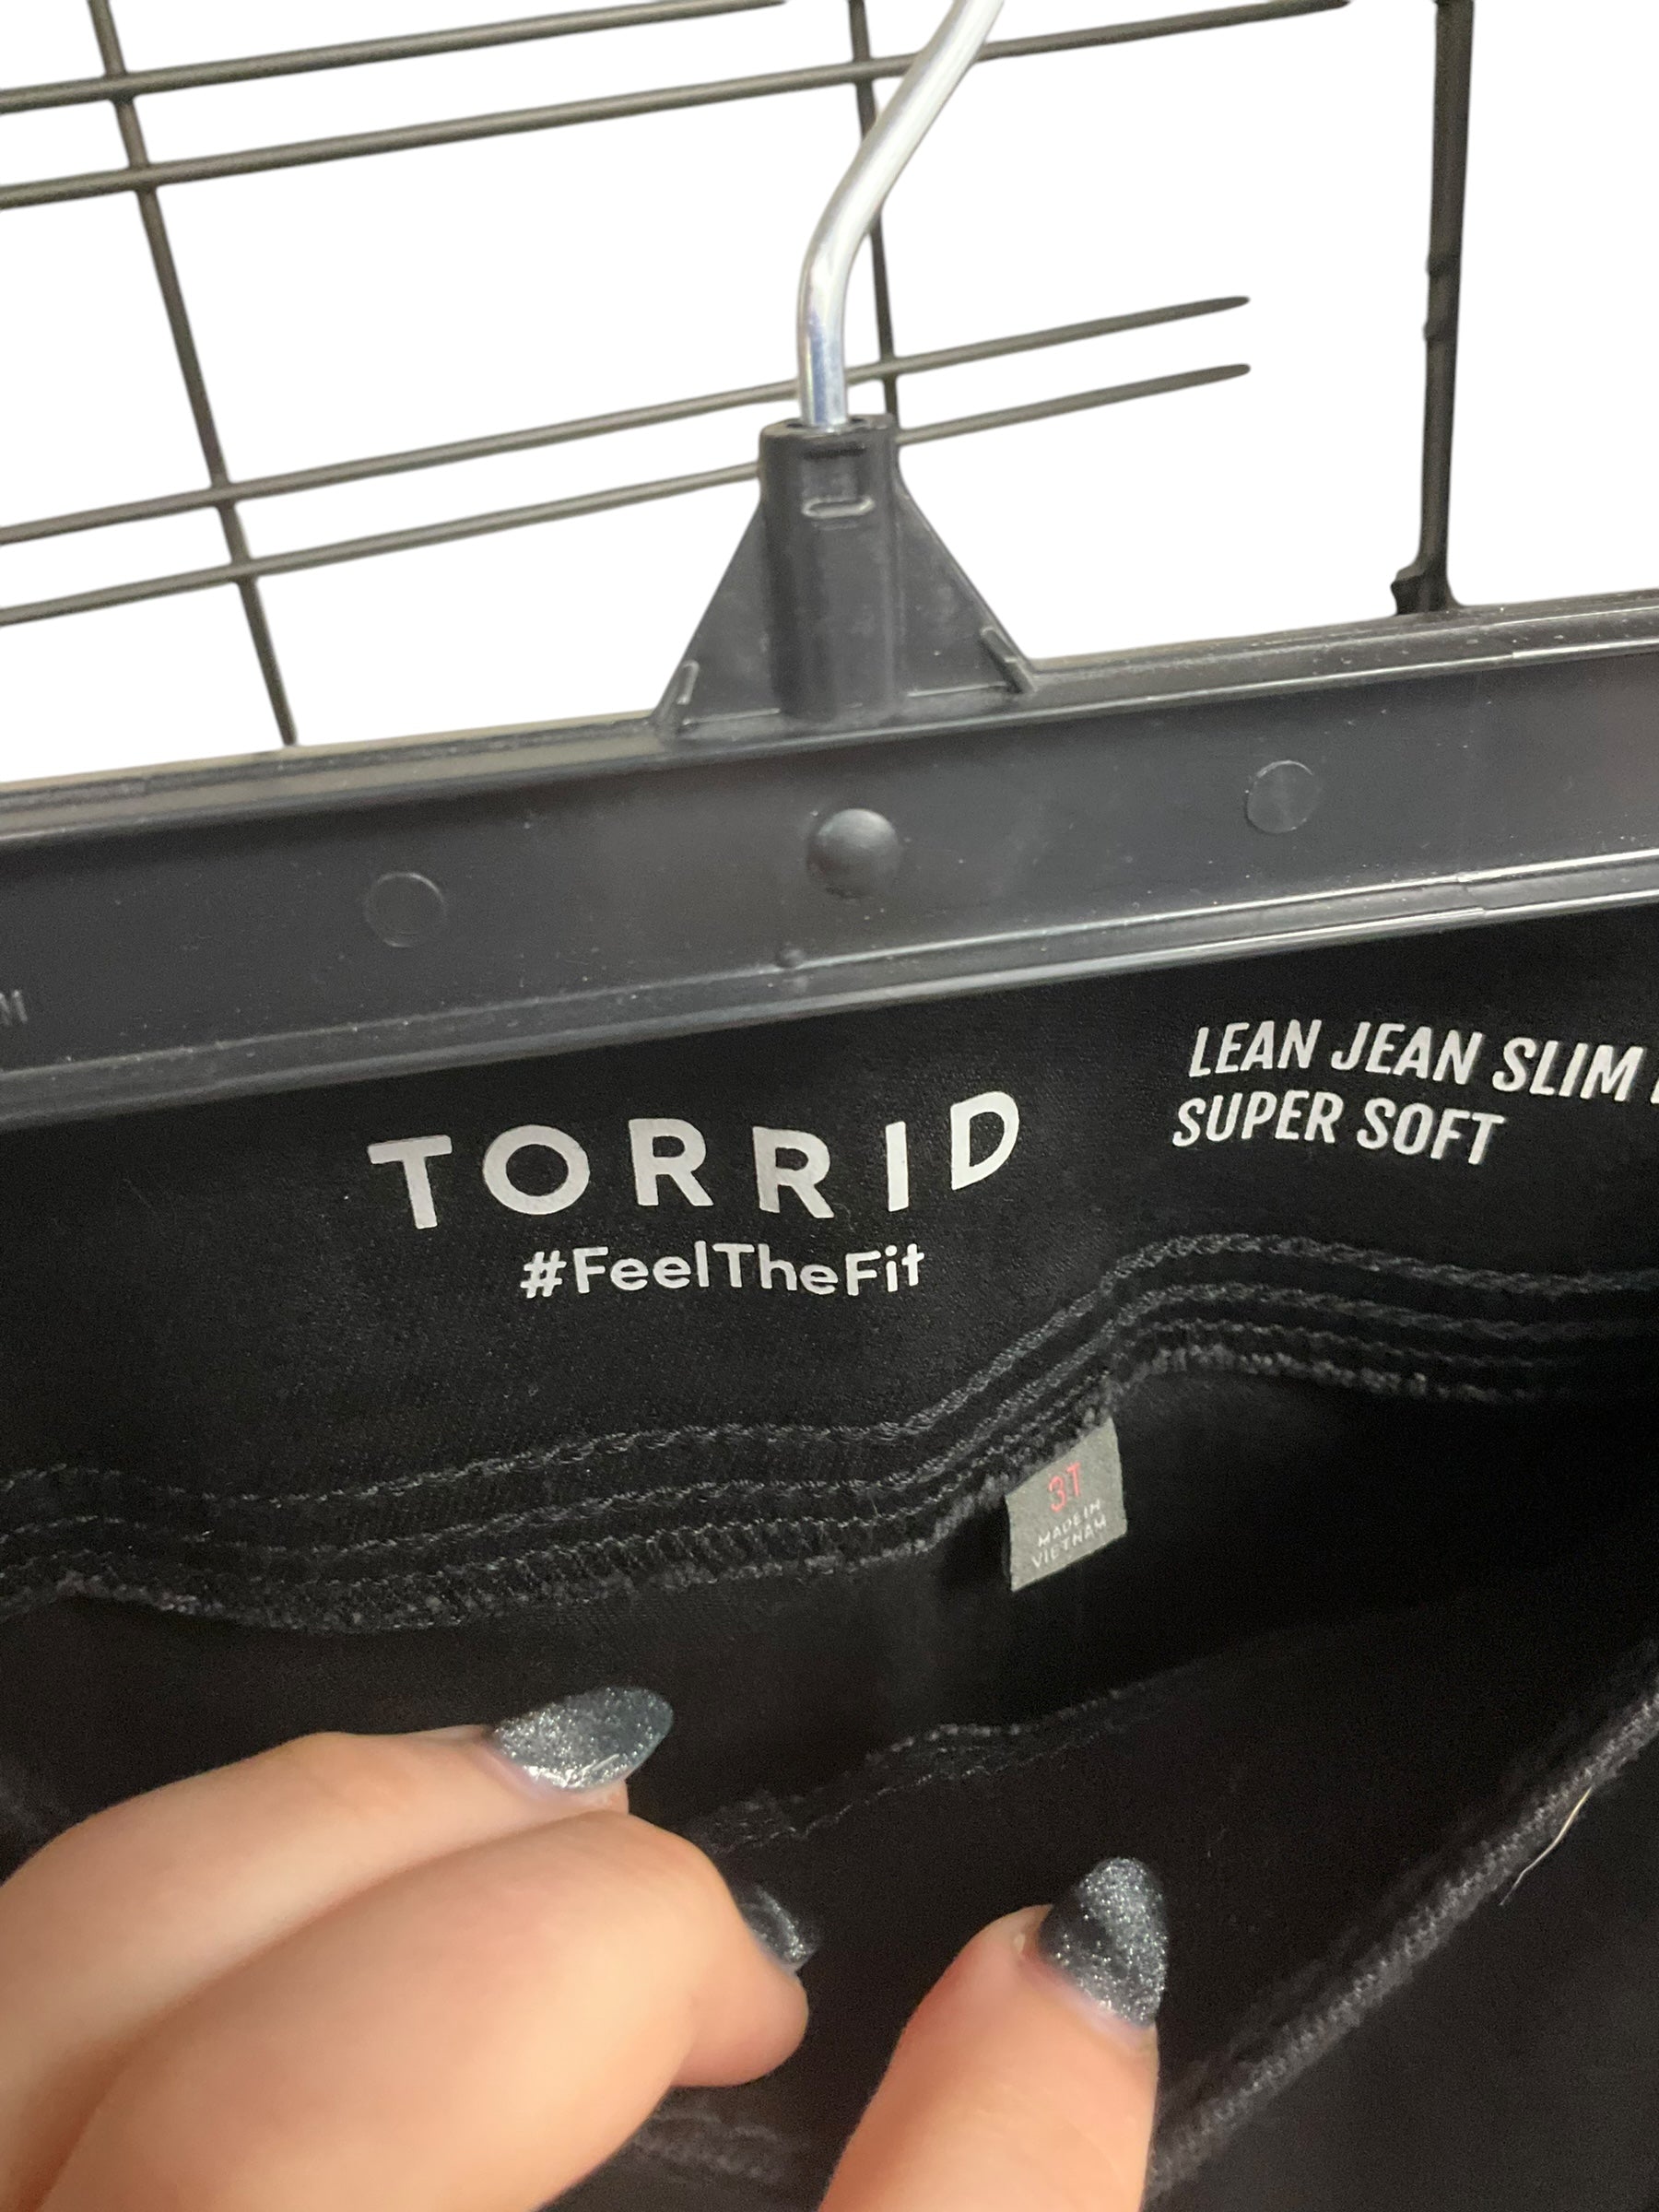 TORRID
#FeelTheFit
LEAN JEAN SLIM
SUPER SOFT
3T
MADE IN
VIETNAM